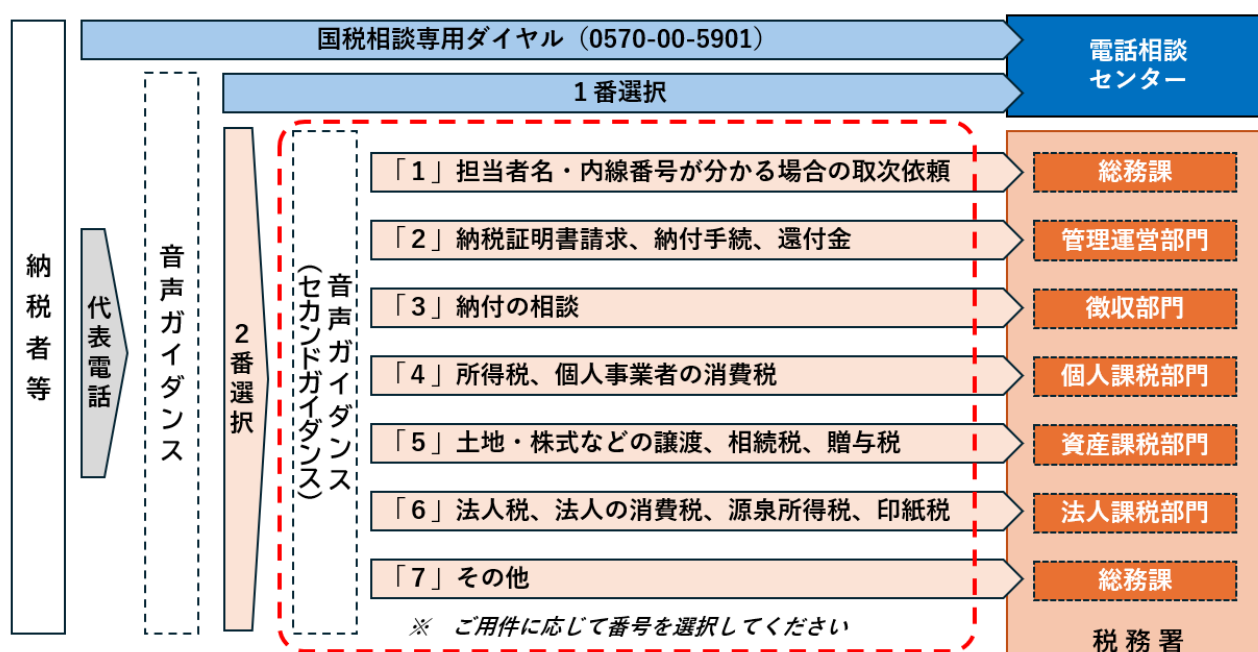 納税者等
国税相談専用ダイヤル（0570-00-5901）
電話相談
センター
代表電話
音声ガイダンス
１番選択
2番選択
音声ガイダンス
（セカンドガイダンス）
「１」担当者名・内線番号が分かる場合の取次依頼
総務課
「２」納税証明書請求、納付手続、還付金
管理運営部門
「３」納付の相談
徴収部門
「４」所得税、個人事業者の消費税
個人課税部門
「５」土地・株式などの譲渡、相続税、贈与税
資産課税部門
「６」法人税、法人の消費税、源泉所得税、印紙税
法人課税部門
「７」その他
総務課
※　ご用件に応じて番号を選択してください
税務署